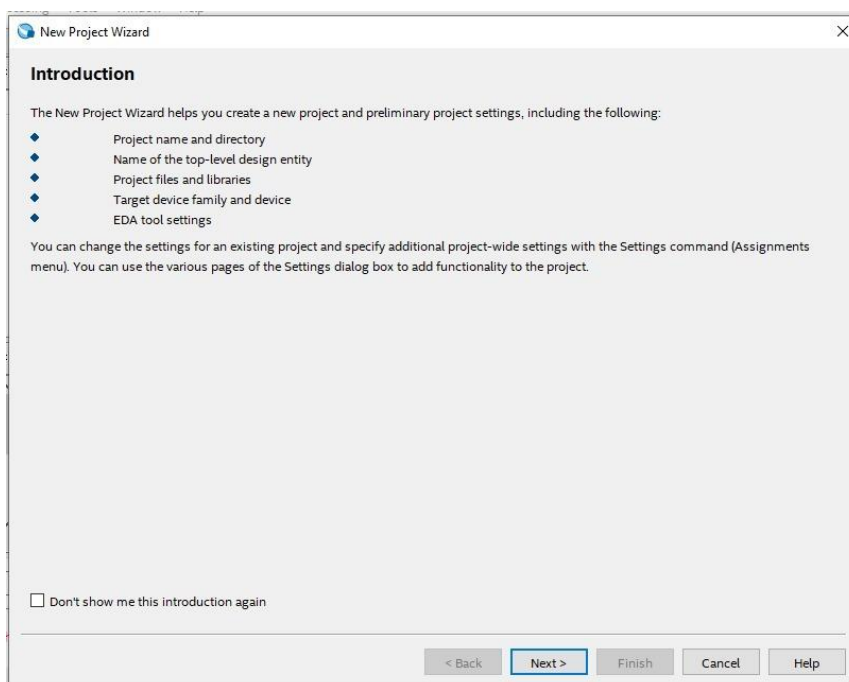 New Project Wizard
Introduction
The New Project Wizard helps you create a new project and preliminary project settings, including the following:
Project name and directory
Name of the top-level design entity
Project files and libraries
Target device family and device
EDA tool settings
You can change the settings for an existing project and specify additional project-wide settings with the Settings command (Assignments
menu). You can use the various pages of the Settings dialog box to add functionality to the project.
Don't show me this introduction again
< Back Next > Finish Cancel Help